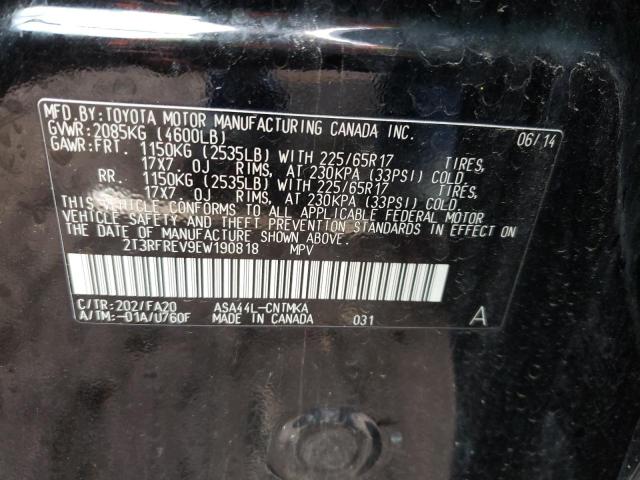 MFD.BY:TOYOTA MOTOR MANUFACTURING CANADA INC. 06/14
GVWR:2085KG (4600LB)
GAWR:FRT. 1150KG (2535LB) WITH 225/65R17 TIRES,
17X7 0J RIMS, AT 230KPA (33PSI) COLD.
RR. 1150KG (2535LB) WITH 225/65R17 TIRES,
17X7 0J RIMS, AT 230KPA (33PSI) COLD.
THIS VEHICLE CONFORMS TO ALL APPLICABLE FEDERAL MOTOR
VEHICLE SAFETY AND THEFT PREVENTION STANDARDS IN EFFECT ON
THE DATE OF MANUFACTURE SHOWN ABOVE.
2T3RFREV9EW190818 MPV
C/TR:202/FA20 ASA44L-CNTMKA
A/TM:-01A/U760F MADE IN CANADA 031 A